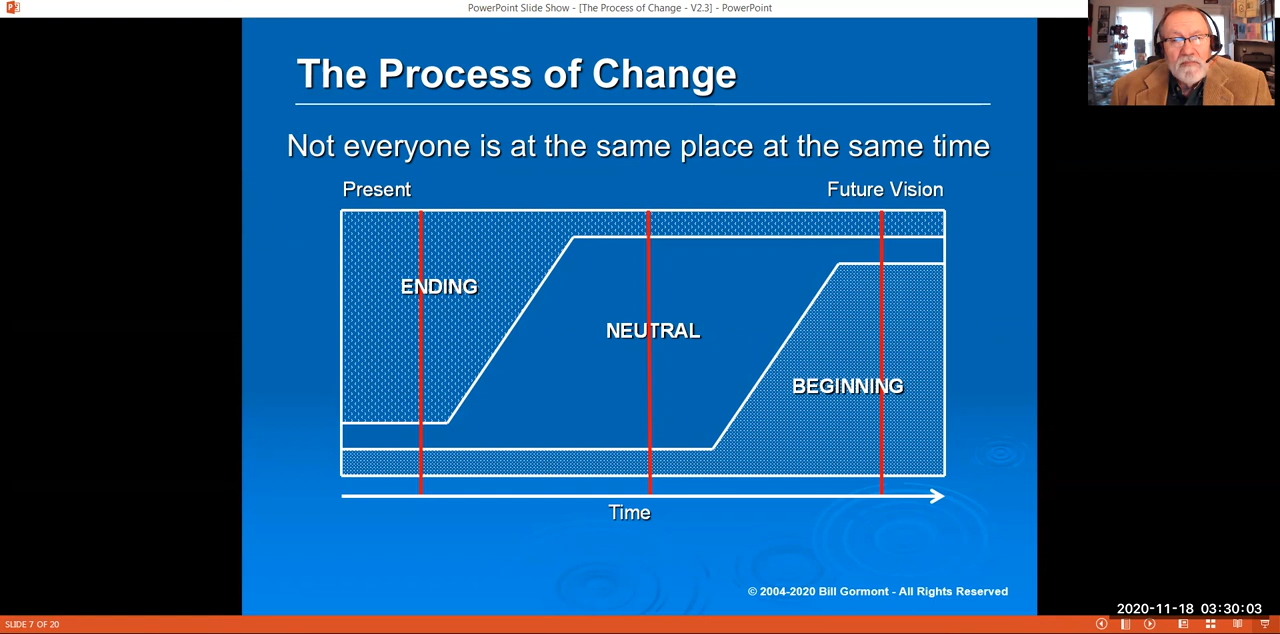 PowerPoint Slide Show - [The Process of Change - V2.3] - PowerPoint
The Process of Change
Not everyone is at the same place at the same time
Present
Future Vision
ENDING
NEUTRAL
BEGINNING
Time
© 2004-2020 Bill Gormont - All Rights Reserved
2020-11-18 03:30:03
SLIDE 7 OF 20